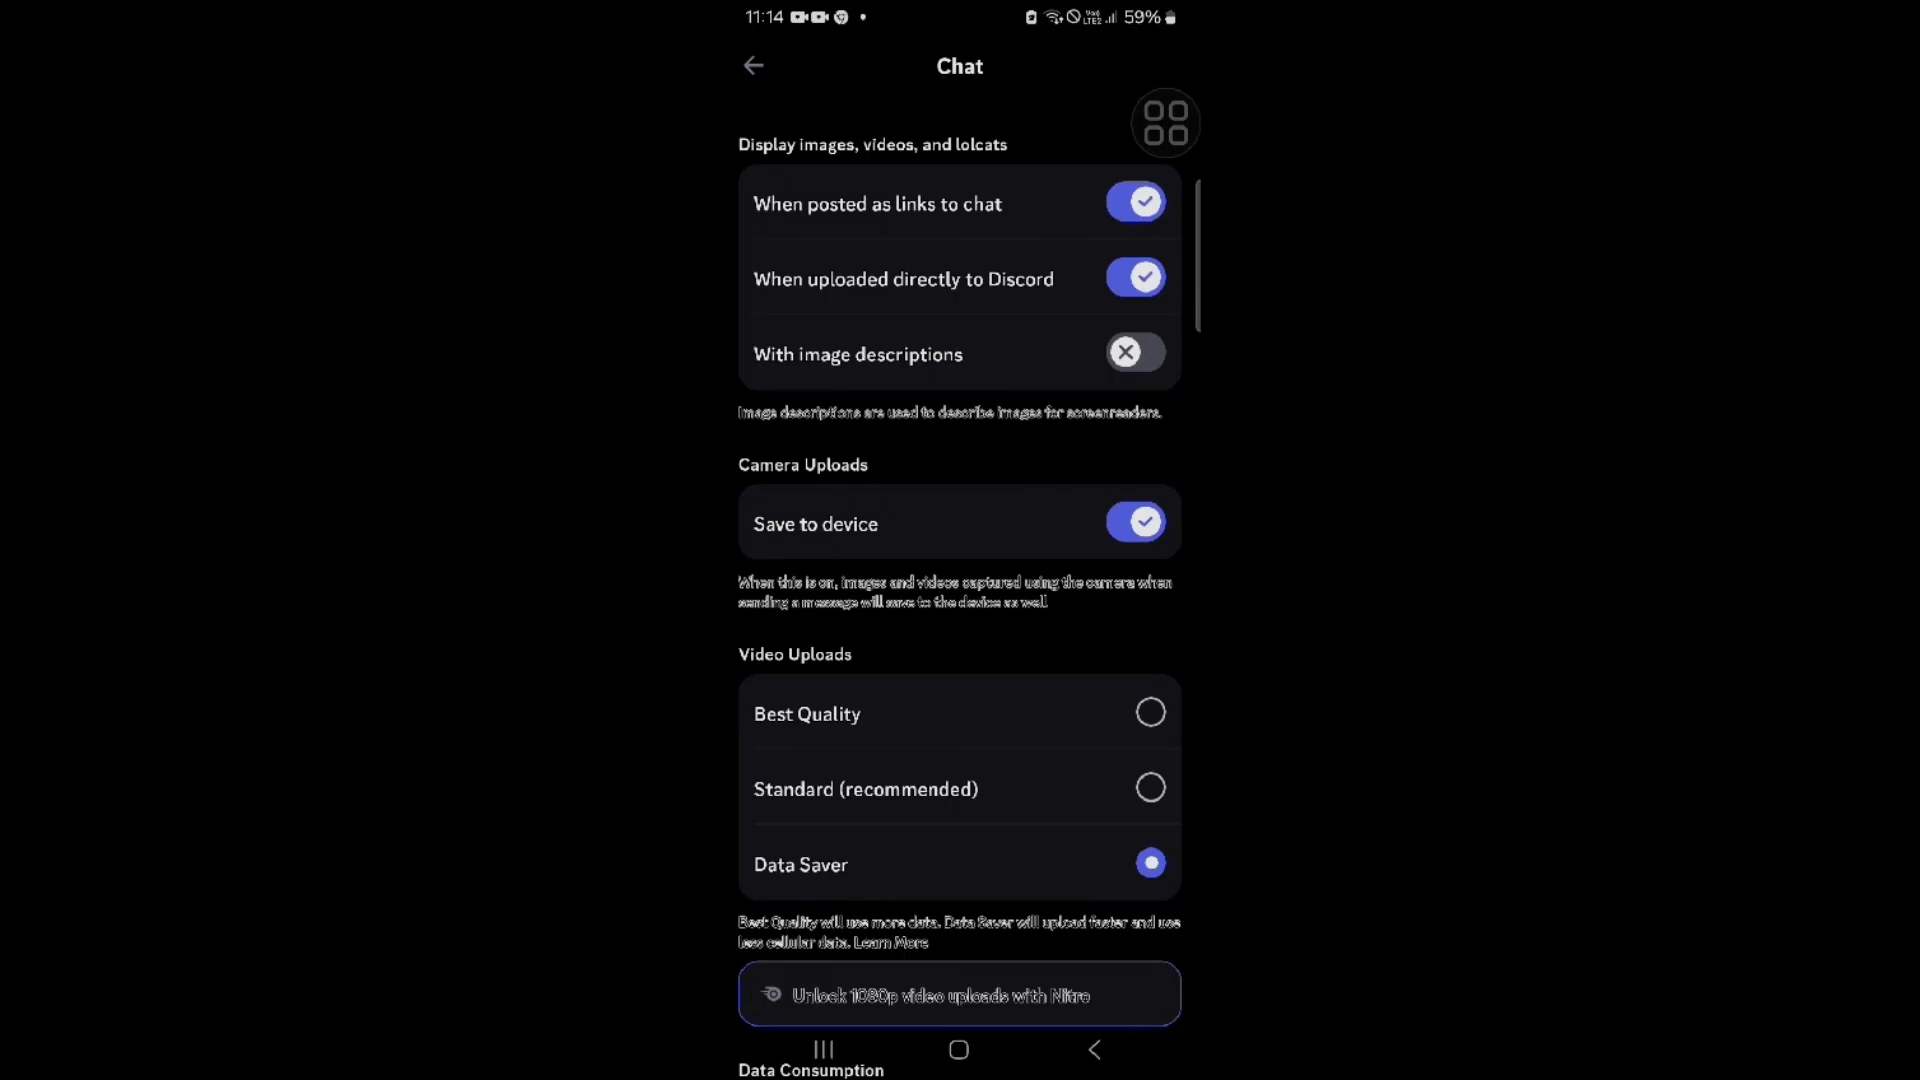 11:14 59%
Chat
Display images, videos, and lolcats
When posted as links to chat
When uploaded directly to Discord
With image descriptions
Image descriptions are used to describe images for screenreaders.
Camera Uploads
Save to device
When this is on, images and videos captured using the camera when
sending a message will save to the device as well
Video Uploads
Best Quality
Standard (recommended)
Data Saver
Best Quality will use more data. Data Saver will upload faster and use
less cellular data. Learn More
Unlock 1080p video uploads with Nitro
Data Consumption